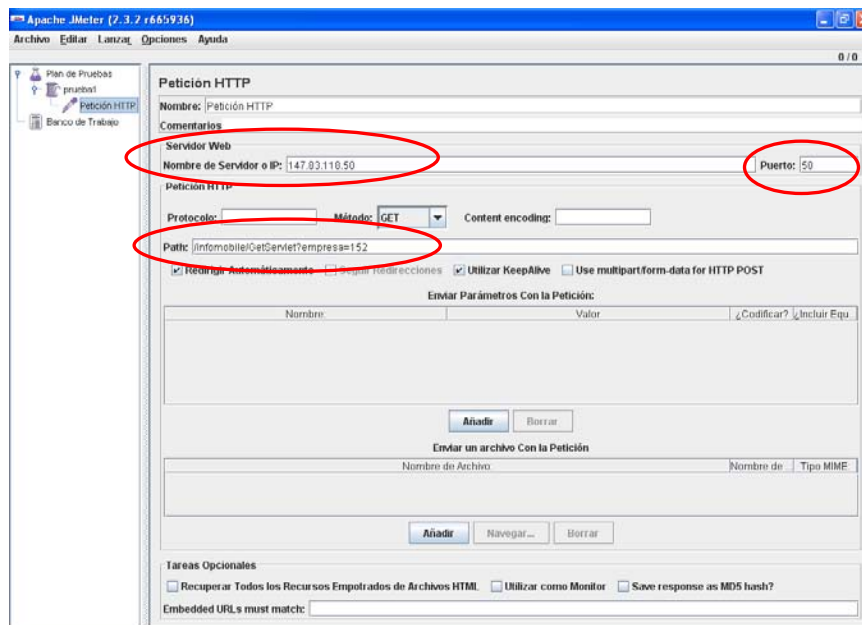 Apache JMeter (2.3.2 r665936)
Archivo Editar Lanzar Opciones Ayuda
0 / 0
Plan de Pruebas
prueba1
Petición HTTP
Banco de Trabajo
Petición HTTP
Nombre: Petición HTTP
Comentarios
Servidor Web
Nombre de Servidor o IP: 147.83.118.50 Puerto: 50
Petición HTTP
Protocolo: Método: GET Content encoding:
Path: /Infomobile/GetServlet?empresa=152
Redirigir Automáticamente Seguir Redirecciones Utilizar KeepAlive Use multipart/form-data for HTTP POST
Enviar Parámetros Con la Petición:
Nombre: Valor ¿Codificar? ¿Incluir Equ...
Añadir Borrar
Enviar un archivo Con la Petición
Nombre de Archivo: Nombre de ... Tipo MIME:
Añadir Navegar... Borrar
Tareas Opcionales
Recuperar Todos los Recursos Empotrados de Archivos HTML Utilizar como Monitor Save response as MD5 hash?
Embedded URLs must match: